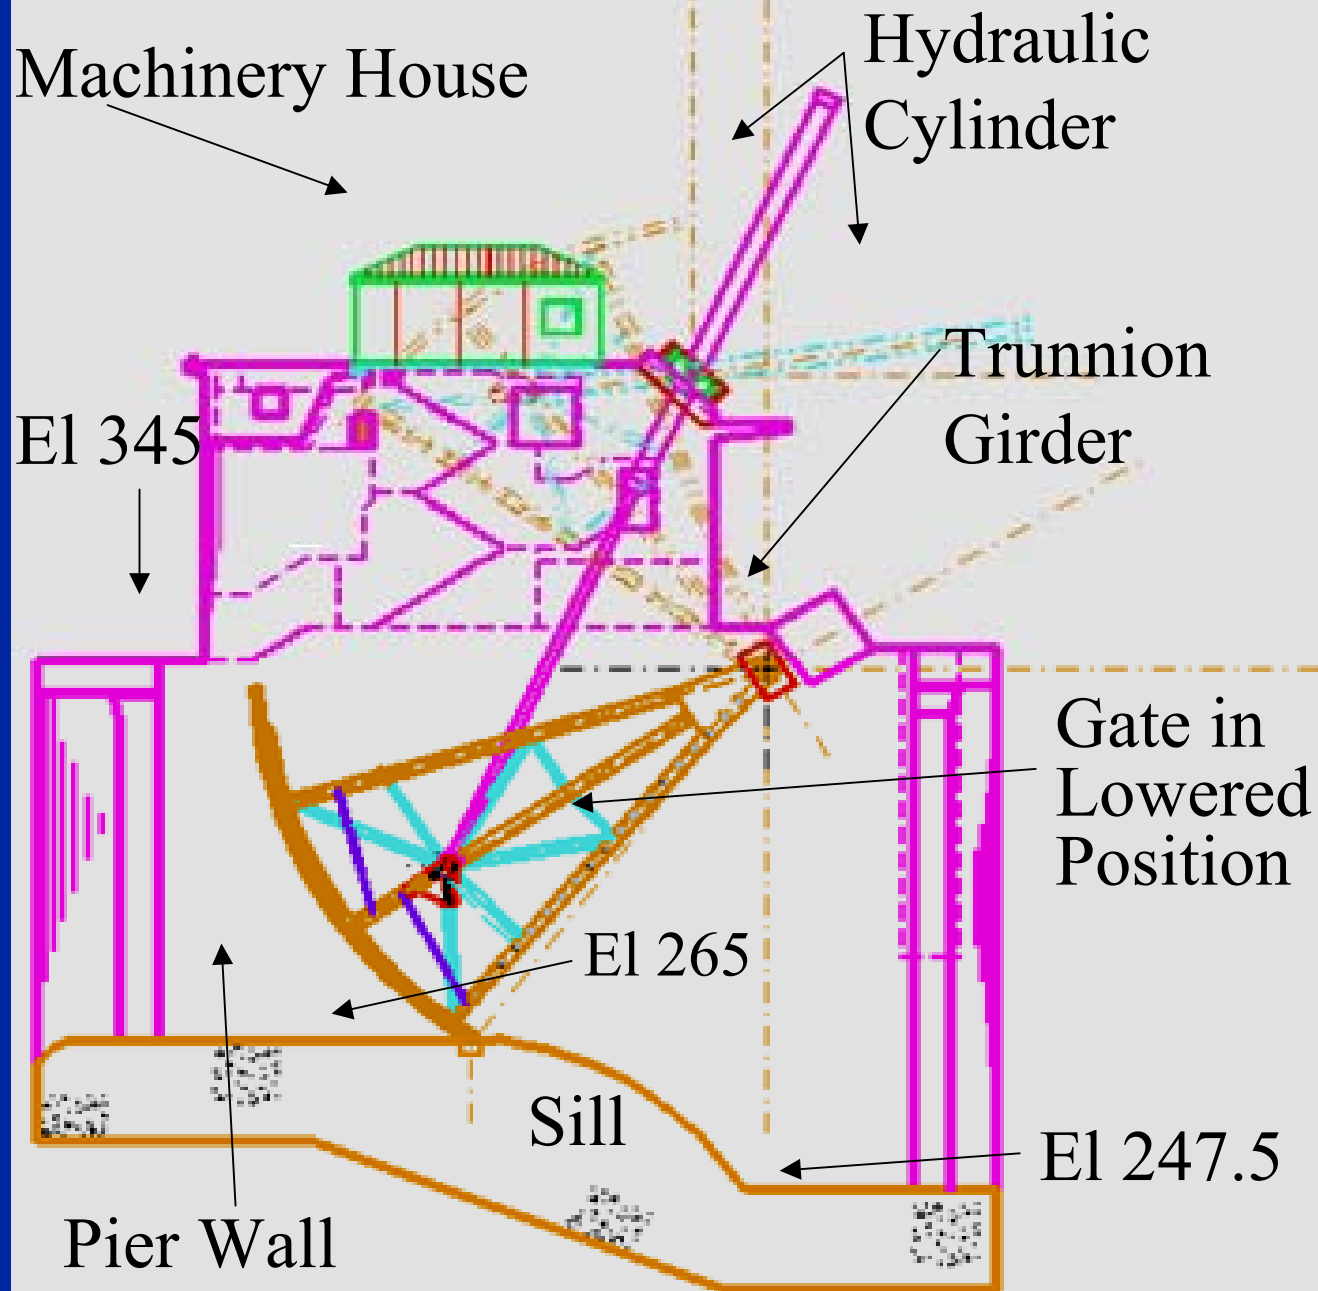 Machinery House
Hydraulic
Cylinder
Trunnion
Girder
El 345
Gate in
Lowered
Position
El 265
Sill
El 247.5
Pier Wall